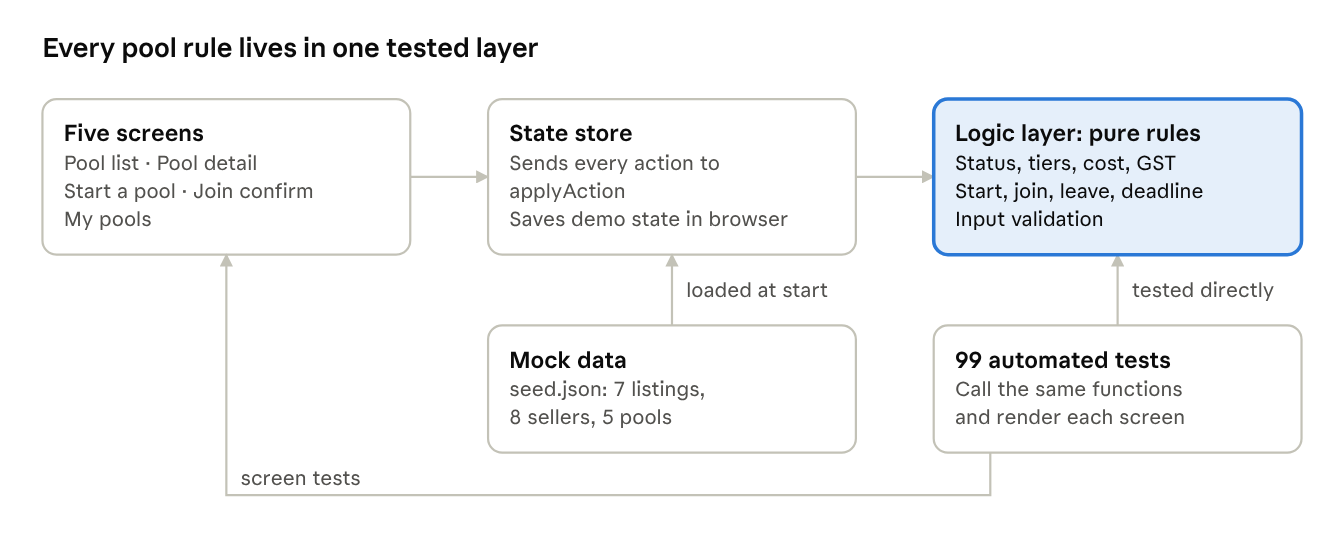 Every pool rule lives in one tested layer
Five screens
Pool list · Pool detail
Start a pool · Join confirm
My pools
State store
Sends every action to
applyAction
Saves demo state in browser
Logic layer: pure rules
Status, tiers, cost, GST
Start, join, leave, deadline
Input validation
loaded at start
tested directly
Mock data
seed.json: 7 listings,
8 sellers, 5 pools
99 automated tests
Call the same functions
and render each screen
screen tests